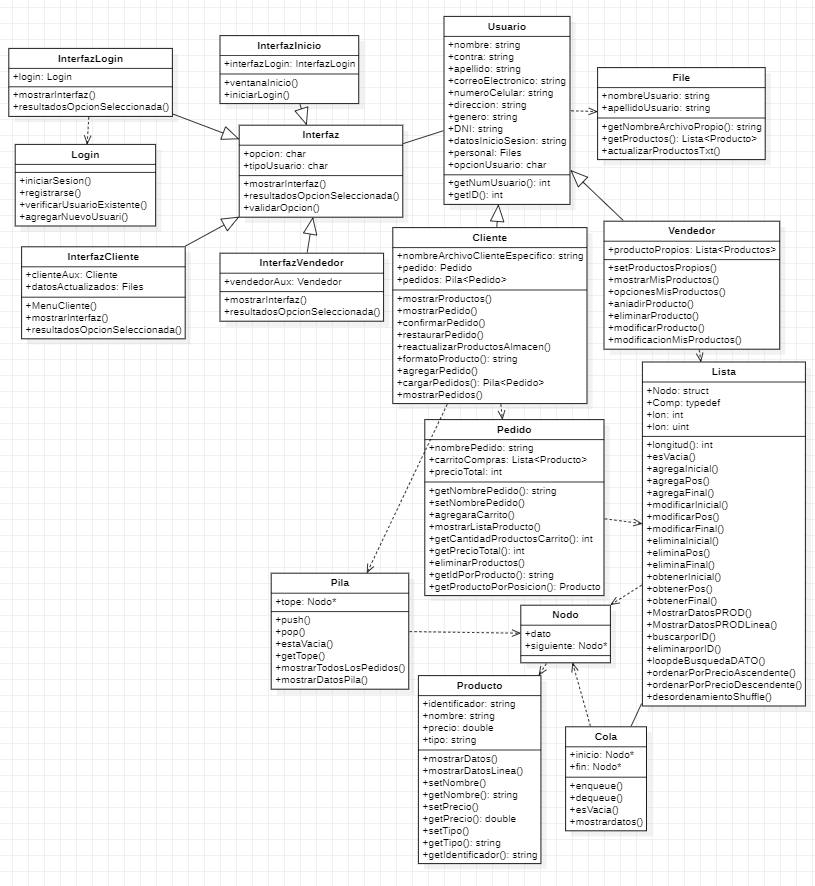 InterfazLogin
+login: Login
+mostrarInterfaz()
+resultadosOpcionSeleccionada()
InterfazInicio
+interfazLogin: InterfazLogin
+ventanaInicio()
+iniciarLogin()
Usuario
+nombre: string
+contra: string
+apellido: string
+correoElectronico: string
+numeroCelular: string
+direccion: string
+genero: string
+DNI: string
+datosInicioSesion: string
+personal: Files
+opcionUsuario: char
+getNumUsuario(): int
+getID(): int
File
+nombreUsuario: string
+apellidoUsuario: string
+getNombreArchivoPropio(): string
+getProductos(): Lista<Producto>
+actualizarProductosTxt()
Login
+iniciarSesion()
+registrarse()
+verificarUsuarioExistente()
+agregarNuevoUsuari()
Interfaz
+opcion: char
+tipoUsuario: char
+mostrarInterfaz()
+resultadosOpcionSeleccionada()
+validarOpcion()
InterfazCliente
+clienteAux: Cliente
+datosActualizados: Files
+MenuCliente()
+mostrarInterfaz()
+resultadosOpcionSeleccionada()
InterfazVendedor
+vendedorAux: Vendedor
+mostrarInterfaz()
+resultadosOpcionSeleccionada()
Cliente
+nombreArchivoClienteEspecifico: string
+pedido: Pedido
+pedidos: Pila<Pedido>
+mostrarProductos()
+mostrarPedido()
+confirmarPedido()
+restaurarPedido()
+reactualizarProductosAlmacen()
+formatoProducto(): string
+agregarPedido()
+cargarPedidos(): Pila<Pedido>
+mostrarPedidos()
Vendedor
+productoPropios: Lista<Productos>
+setProductosPropios()
+mostrarMisProductos()
+opcionesMisProductos()
+aniadirProducto()
+eliminarProducto()
+modificarProducto()
+modificacionMisProductos()
Lista
+Nodo: struct
+Comp: typedef
+lon: int
+lon: uint
+longitud(): int
+esVacia()
+agregaInicial()
+agregaPos()
+agregaFinal()
+modificarInicial()
+modificarPos()
+modificarFinal()
+eliminaInicial()
+eliminaPos()
+eliminaFinal()
+obtenerInicial()
+obtenerPos()
+obtenerFinal()
+MostrarDatosPROD()
+MostrarDatosPRODLinea()
+buscarporID()
+eliminarporID()
+loopdeBusquedaDATO()
+ordenarPorPrecioAscendente()
+ordenarPorPrecioDescendente()
+desordenamientoShuffle()
Pedido
+nombrePedido: string
+carritoCompras: Lista<Producto>
+precioTotal: int
+getNombrePedido(): string
+setNombrePedido()
+agregaraCarrito()
+mostrarListaProducto()
+getCantidadProductosCarrito(): int
+getPrecioTotal(): int
+eliminarProductos()
+getIdPorProducto(): string
+getProductoPorPosicion(): Producto
Pila
+tope: Nodo*
+push()
+pop()
+estaVacia()
+getTope()
+mostrarTodosLosPedidos()
+mostrarDatosPila()
Nodo
+dato
+siguiente: Nodo*
Producto
+identificador: string
+nombre: string
+precio: double
+tipo: string
+mostrarDatos()
+mostrarDatosLinea()
+setNombre()
+getNombre(): string
+setPrecio()
+getPrecio(): double
+setTipo()
+getTipo(): string
+getIdentificador(): string
Cola
+inicio: Nodo*
+fin: Nodo*
+enqueue()
+dequeue()
+esVacia()
+mostrardatos()